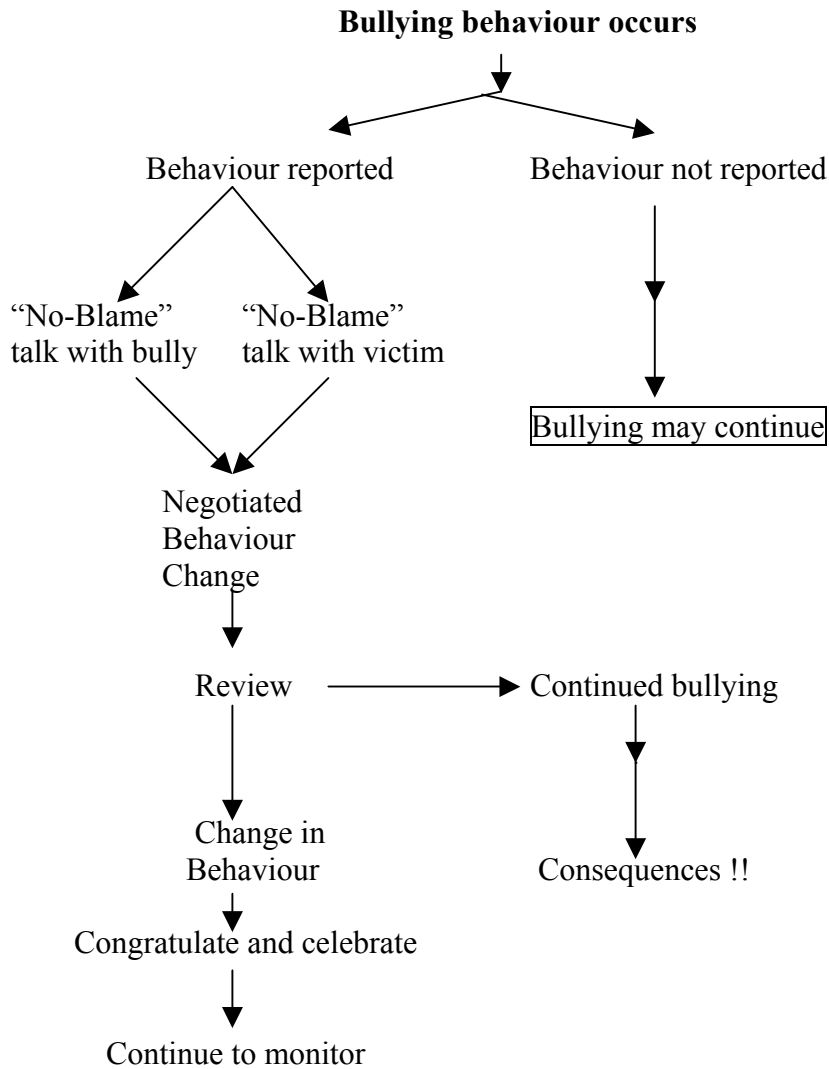 Bullying behaviour occurs
Behaviour reported
Behaviour not reported
“No-Blame”
talk with bully
“No-Blame”
talk with victim
Bullying may continue
Negotiated
Behaviour
Change
Review
Continued bullying
Change in
Behaviour
Consequences !!
Congratulate and celebrate
Continue to monitor